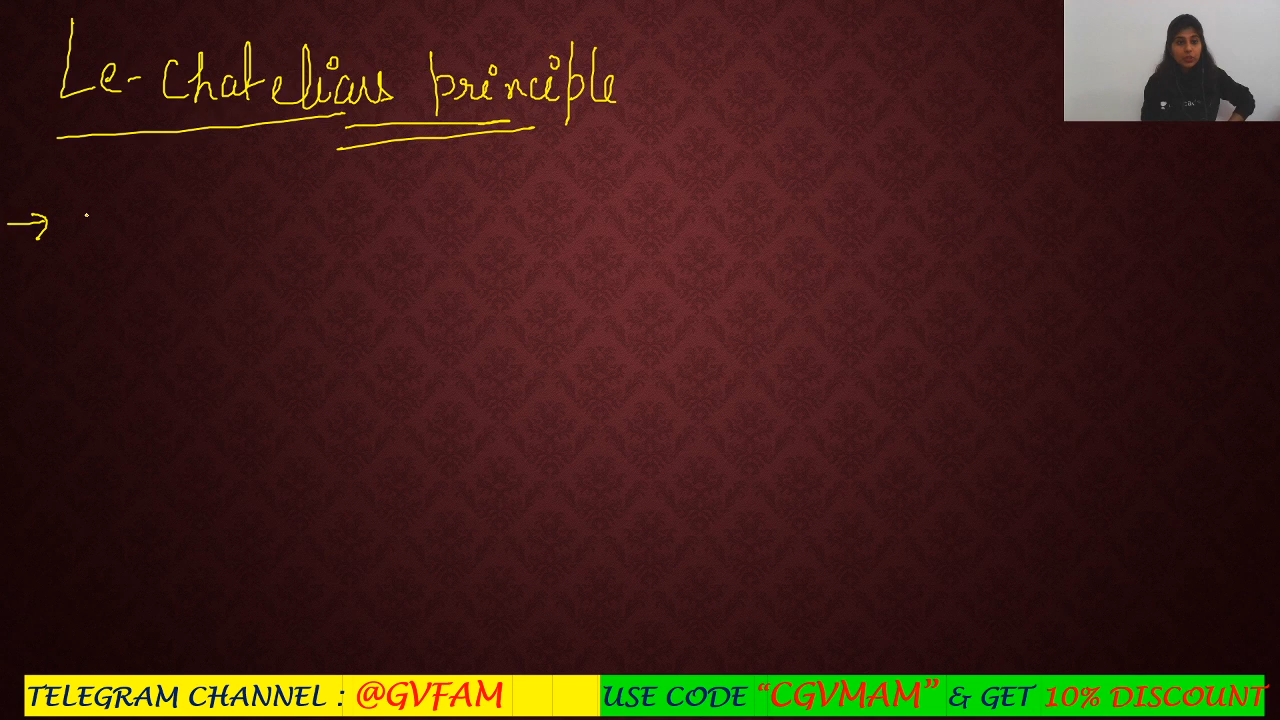 Le-Chateliars principle
→
TELEGRAM CHANNEL : @GVFAM USE CODE "CGVMAM" & GET 10% DISCOUNT